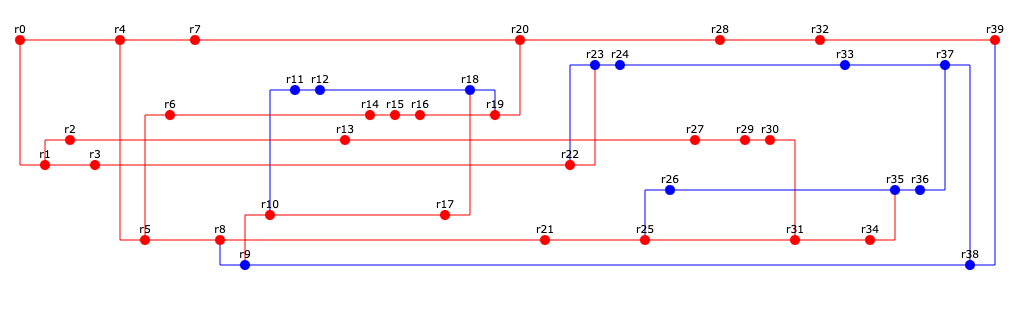 r0 r4 r7 r20 r28 r32 r39
r23 r24 r33 r37
r11 r12 r18
r6 r14 r15 r16 r19
r2 r13 r27 r29 r30
r1 r3 r22
r26 r35 r36
r10 r17
r5 r8 r21 r25 r31 r34
r9 r38